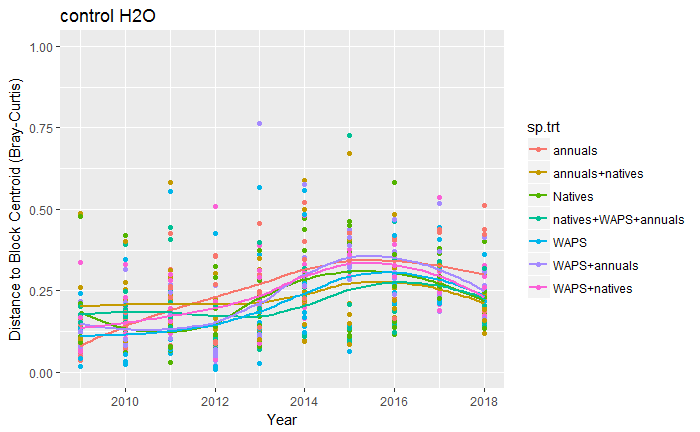 control H2O
1.00
0.75
0.50
0.25
0.00
Distance to Block Centroid (Bray-Curtis)
2010
2012
2014
2016
2018
Year
sp.trt
annuals
annuals+natives
Natives
natives+WAPS+annuals
WAPS
WAPS+annuals
WAPS+natives